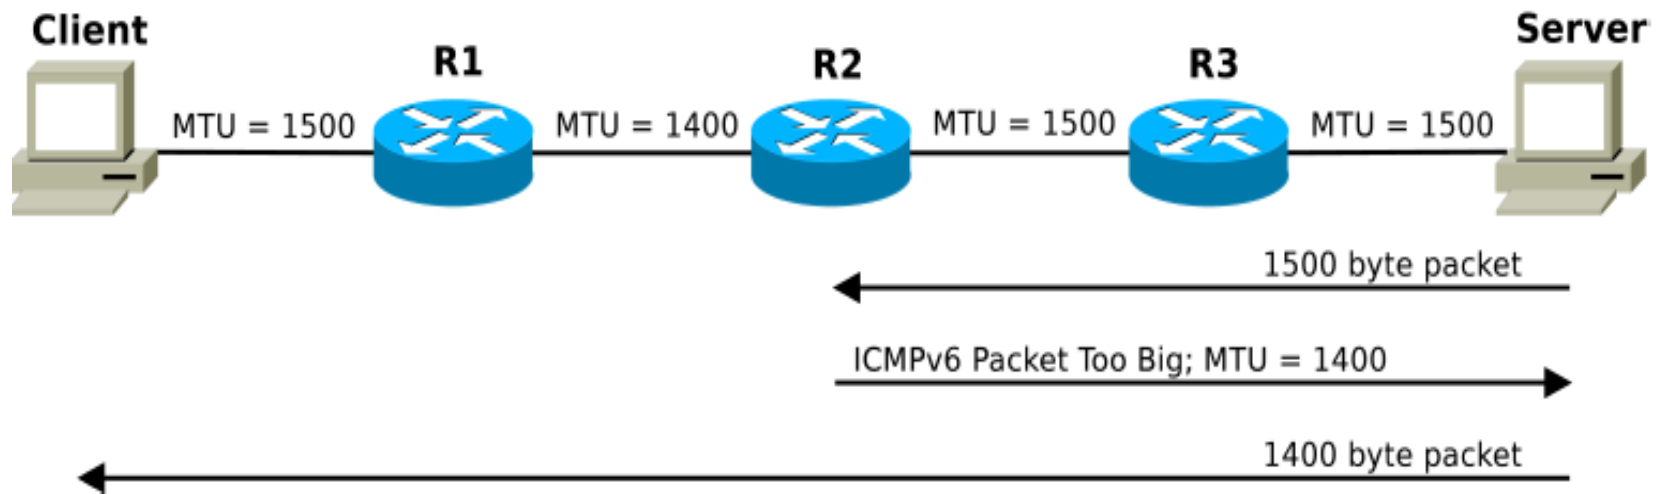 Client
R1
R2
R3
Server
MTU = 1500
MTU = 1400
MTU = 1500
MTU = 1500
1500 byte packet
ICMPv6 Packet Too Big; MTU = 1400
1400 byte packet